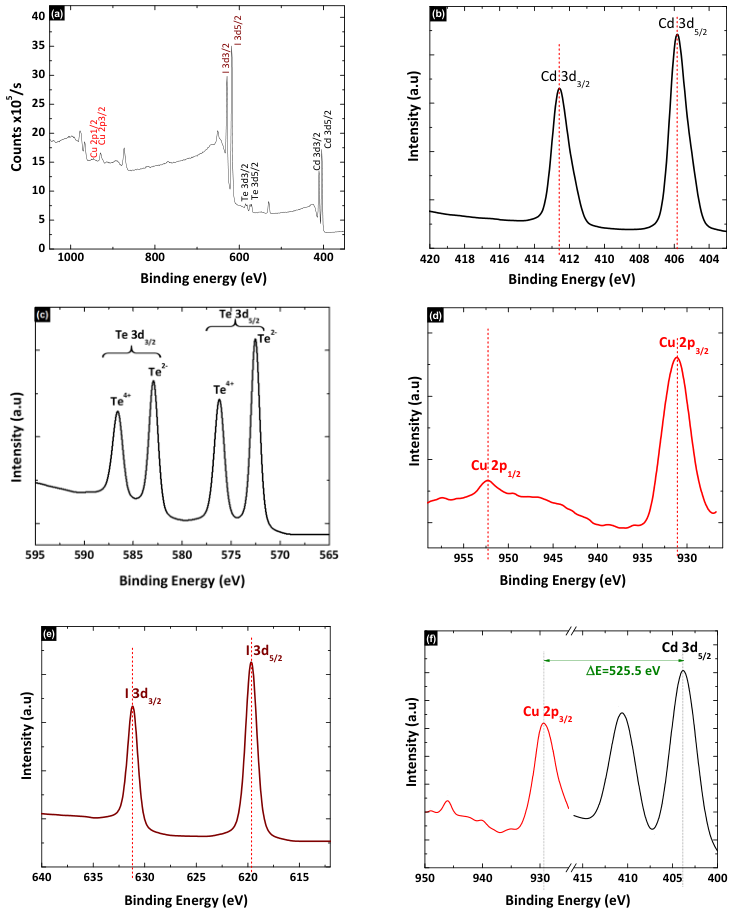 (a)
40
35
30
25
20
15
10
5
0
Counts x10⁵/s
Cu 2p1/2
Cu 2p3/2
I 3d3/2
I 3d5/2
Te 3d3/2
Te 3d5/2
Cd 3d3/2
Cd 3d5/2
1000 800 600 400
Binding energy (eV)
(b)
Intensity (a.u)
Cd 3d₃/₂
Cd 3d₅/₂
420 418 416 414 412 410 408 406 404
Binding Energy (eV)
(c)
Intensity (a.u)
Te 3d₃/₂
Te 3d₅/₂
Te⁴⁺
Te²⁻
Te⁴⁺
Te²⁻
595 590 585 580 575 570 565
Binding Energy (eV)
(d)
Intensity (a.u)
Cu 2p₁/₂
Cu 2p₃/₂
955 950 945 940 935 930
Binding Energy (eV)
(e)
Intensity (a.u)
I 3d₃/₂
I 3d₅/₂
640 635 630 625 620 615
Binding Energy (eV)
(f)
Intensity (a.u)
Cd 3d₅/₂
ΔE=525.5 eV
Cu 2p₃/₂
950 940 930 415 410 405 400
Binding Energy (eV)